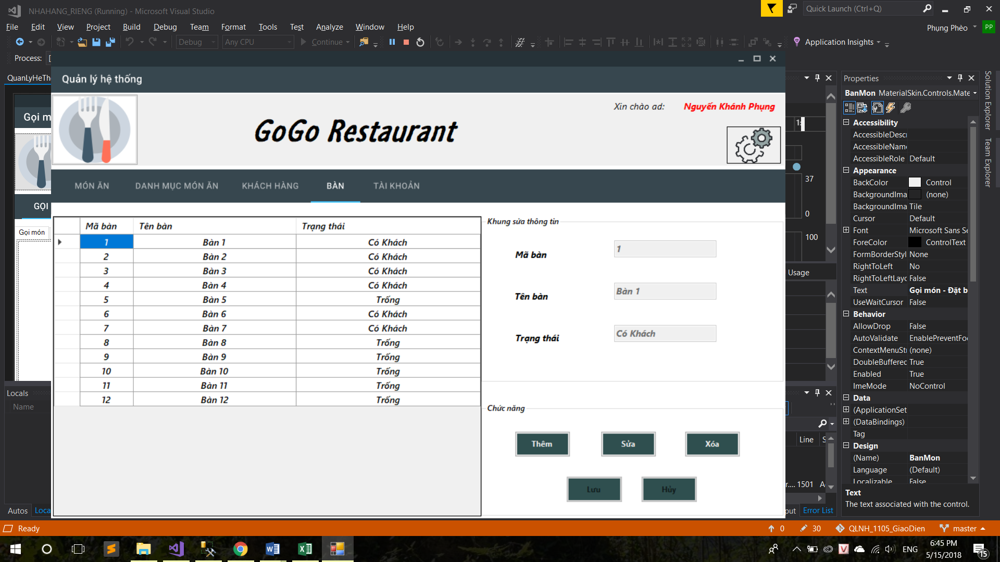 NHAHANG_RIENG (Running) - Microsoft Visual Studio
Quick Launch (Ctrl+Q)
File Edit View Project Build Debug Team Format Tools Test Analyze Window Help
Phụng Phèo
PP
Debug
Any CPU
Continue
Application Insights
Process:
QuanLyHeTh
Gọi m
GỌI
Gọi món
Quản lý hệ thống
Xin chào ad: Nguyến Khánh Phụng
GoGo Restaurant
MÓN ĂN DANH MỤC MÓN ĂN KHÁCH HÀNG BÀN TÀI KHOẢN
Mã bàn Tên bàn Trạng thái
1 Bàn 1 Có Khách
2 Bàn 2 Có Khách
3 Bàn 3 Có Khách
4 Bàn 4 Có Khách
5 Bàn 5 Trống
6 Bàn 6 Có Khách
7 Bàn 7 Có Khách
8 Bàn 8 Trống
9 Bàn 9 Trống
10 Bàn 10 Trống
11 Bàn 11 Trống
12 Bàn 12 Trống
Khung sửa thông tin
Mã bàn 1
Tên bàn Bàn 1
Trạng thái Có Khách
Chức năng
Thêm Sửa Xóa
Lưu Hủy
37
0
100
Usage
Line
1501
Error List
Locals
Name
Autos Loca
Properties
BanMon MaterialSkin.Controls.Mate
Accessibility
AccessibleDescr
AccessibleName
AccessibleRole Default
Appearance
BackColor Control
BackgroundIma (none)
BackgroundIma Tile
Cursor Default
Font Microsoft Sans Se
ForeColor ControlText
FormBorderStyl None
RightToLeft No
RightToLeftLayo False
Text Gọi món - Đặt b
UseWaitCursor False
Behavior
AllowDrop False
AutoValidate EnablePreventFoc
ContextMenuSt (none)
DoubleBuffered True
Enabled True
ImeMode NoControl
Data
(ApplicationSet
(DataBindings)
Tag
Design
(Name) BanMon
Language (Default)
Localizable False
Text
The text associated with the control.
Solution Explorer
Team Explorer
Ready
0
30
QLNH_1105_GiaoDien
master
ENG
6:45 PM
5/15/2018
15